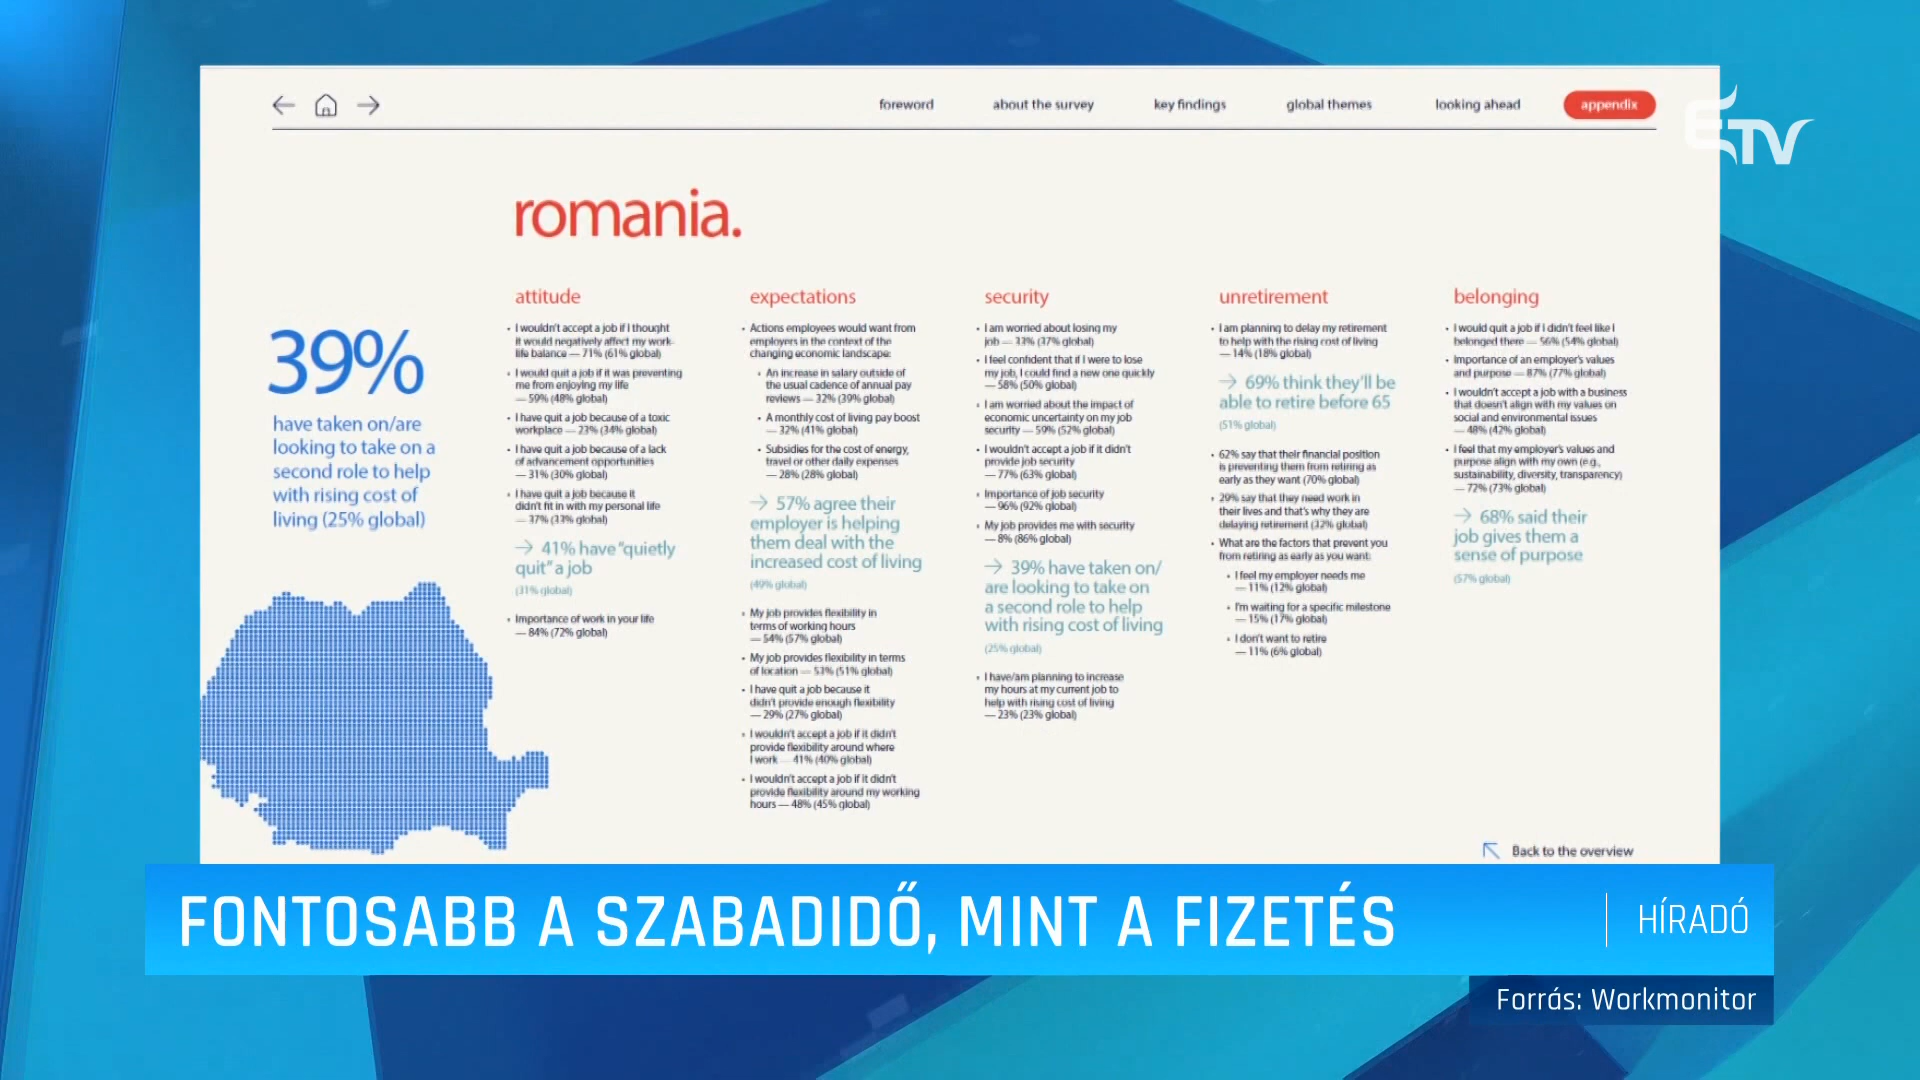 foreword about the survey key findings global themes looking ahead appendix
ETV
romania.
39%
have taken on/are
looking to take on a
second role to help
with rising cost of
living (25% global)
attitude
I wouldn't accept a job if I thought
it would negatively affect my work-
life balance — 71% (61% global)
I would quit a job if it was preventing
me from enjoying my life
— 59% (48% global)
I have quit a job because of a toxic
workplace — 23% (34% global)
I have quit a job because of a lack
of advancement opportunities
— 31% (30% global)
I have quit a job because it
didn't fit in with my personal life
— 37% (33% global)
→ 41% have "quietly
quit" a job
(31% global)
Importance of work in your life
— 84% (72% global)
expectations
Actions employees would want from
employers in the context of the
changing economic landscape:
An increase in salary outside of
the usual cadence of annual pay
reviews — 32% (39% global)
A monthly cost of living pay boost
— 32% (41% global)
Subsidies for the cost of energy,
travel or other daily expenses
— 28% (28% global)
→ 57% agree their
employer is helping
them deal with the
increased cost of living
(49% global)
My job provides flexibility in
terms of working hours
— 54% (57% global)
My job provides flexibility in terms
of location — 53% (51% global)
I have quit a job because it
didn't provide enough flexibility
— 29% (27% global)
I wouldn't accept a job if it didn't
provide flexibility around where
I work — 41% (40% global)
I wouldn't accept a job if it didn't
provide flexibility around my working
hours — 48% (45% global)
security
I am worried about losing my
job — 33% (37% global)
I feel confident that if I were to lose
my job, I could find a new one quickly
— 58% (50% global)
I am worried about the impact of
economic uncertainty on my job
security — 59% (52% global)
I wouldn't accept a job if it didn't
provide job security
— 77% (63% global)
Importance of job security
— 96% (92% global)
My job provides me with security
— 8% (86% global)
→ 39% have taken on/
are looking to take on
a second role to help
with rising cost of living
(25% global)
I have/am planning to increase
my hours at my current job to
help with rising cost of living
— 23% (23% global)
unretirement
I am planning to delay my retirement
to help with the rising cost of living
— 14% (18% global)
→ 69% think they'll be
able to retire before 65
(51% global)
62% say that their financial position
is preventing them from retiring as
early as they want (70% global)
29% say that they need work in
their lives and that's why they are
delaying retirement (32% global)
What are the factors that prevent you
from retiring as early as you want:
I feel my employer needs me
— 11% (12% global)
I'm waiting for a specific milestone
— 15% (17% global)
I don't want to retire
— 11% (6% global)
belonging
I would quit a job if I didn't feel like I
belonged there — 56% (54% global)
Importance of an employer's values
and purpose — 87% (77% global)
I wouldn't accept a job with a business
that doesn't align with my values on
social and environmental issues
— 48% (42% global)
I feel that my employer's values and
purpose align with my own (e.g.,
sustainability, diversity, transparency)
— 72% (73% global)
→ 68% said their
job gives them a
sense of purpose
(57% global)
Back to the overview
FONTOSABB A SZABADIDŐ, MINT A FIZETÉS
HÍRADÓ
Forrás: Workmonitor